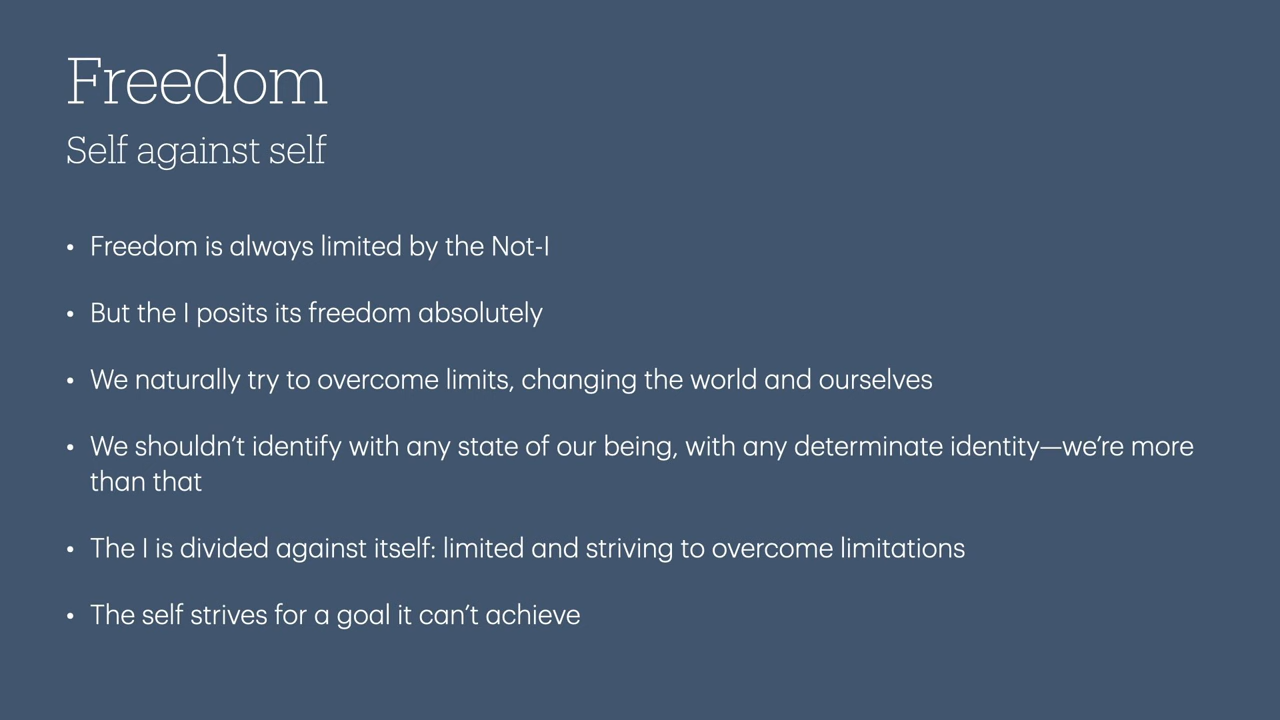 Freedom
Self against self
• Freedom is always limited by the Not-I
• But the I posits its freedom absolutely
• We naturally try to overcome limits, changing the world and ourselves
• We shouldn’t identify with any state of our being, with any determinate identity—we’re more
than that
• The I is divided against itself: limited and striving to overcome limitations
• The self strives for a goal it can’t achieve